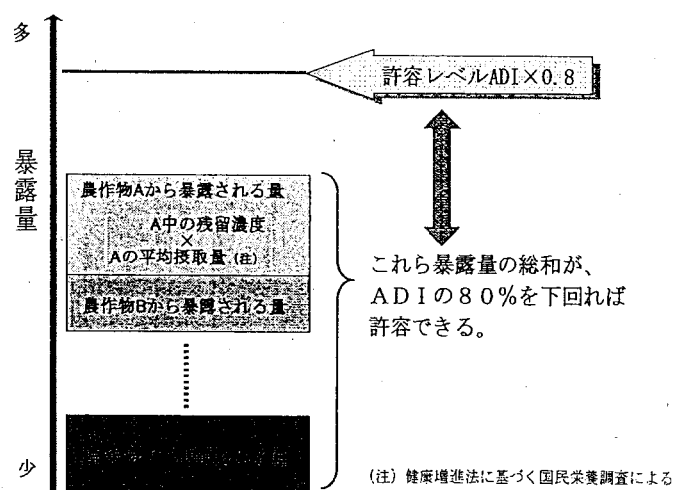 多
許容レベルADI×0.8
暴露量
農作物Aから暴露される量
A中の残留濃度
×
Aの平均摂取量(注)
農作物Bから暴露される量
これら暴露量の総和が、
ADIの80%を下回れば
許容できる。
少
(注) 健康増進法に基づく国民栄養調査による